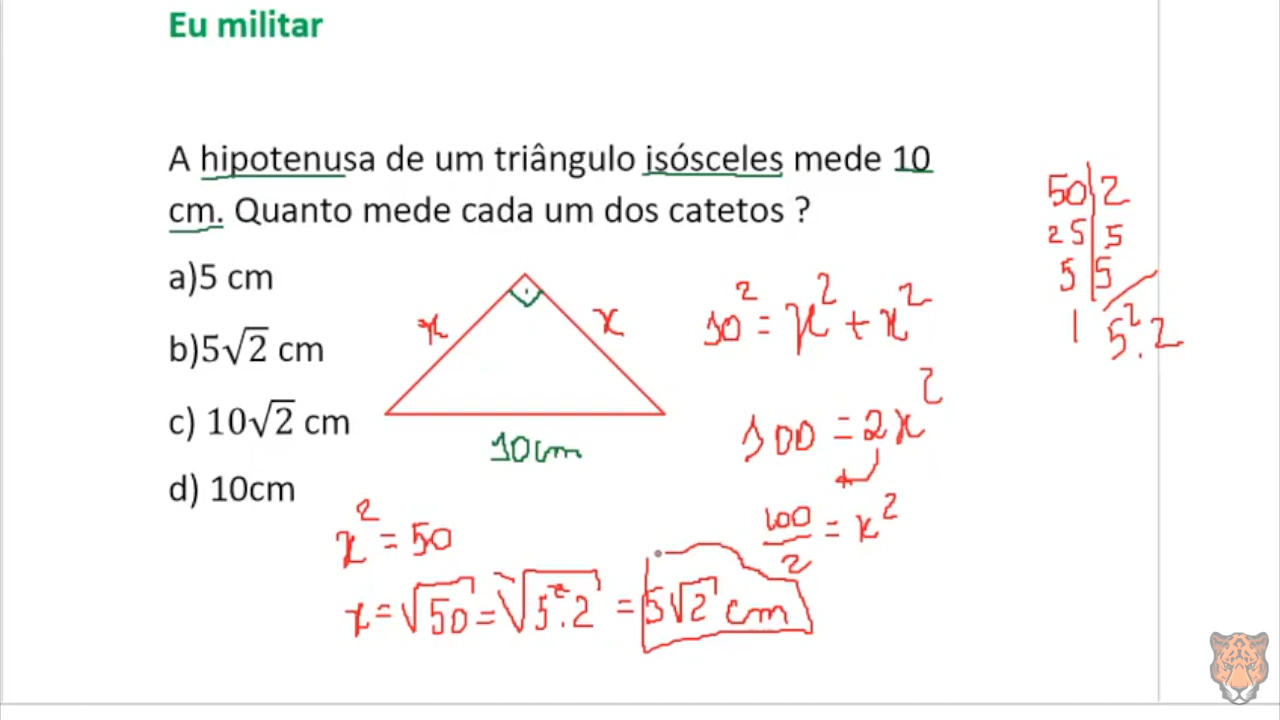 Eu militar
A hipotenusa de um triângulo isósceles mede 10
cm. Quanto mede cada um dos catetos ?
a)5 cm
b)5√2 cm
c) 10√2 cm
d) 10cm
x
x
10cm
10² = x² + x²
100 = 2x²
100/2 = x²
x² = 50
x = √50 = √5².2 = 5√2 cm
50 2
25 5
5 5
1 5².2